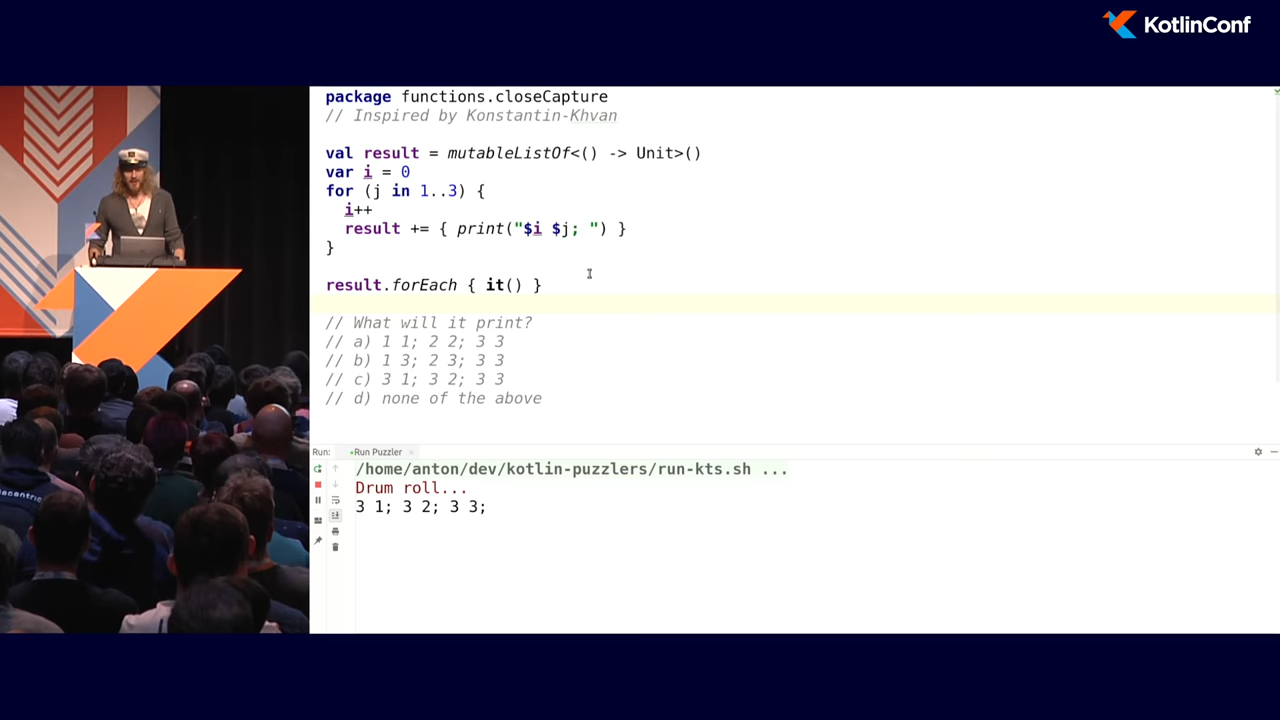 KotlinConf
package functions.closeCapture
// Inspired by Konstantin-Khvan
val result = mutableListOf<() -> Unit>()
var i = 0
for (j in 1..3) {
i++
result += { print("$i $j; ") }
}
result.forEach { it() }
// What will it print?
// a) 1 1; 2 2; 3 3
// b) 1 3; 2 3; 3 3
// c) 3 1; 3 2; 3 3
// d) none of the above
Run: Run Puzzler
/home/anton/dev/kotlin-puzzlers/run-kts.sh ...
Drum roll...
3 1; 3 2; 3 3;